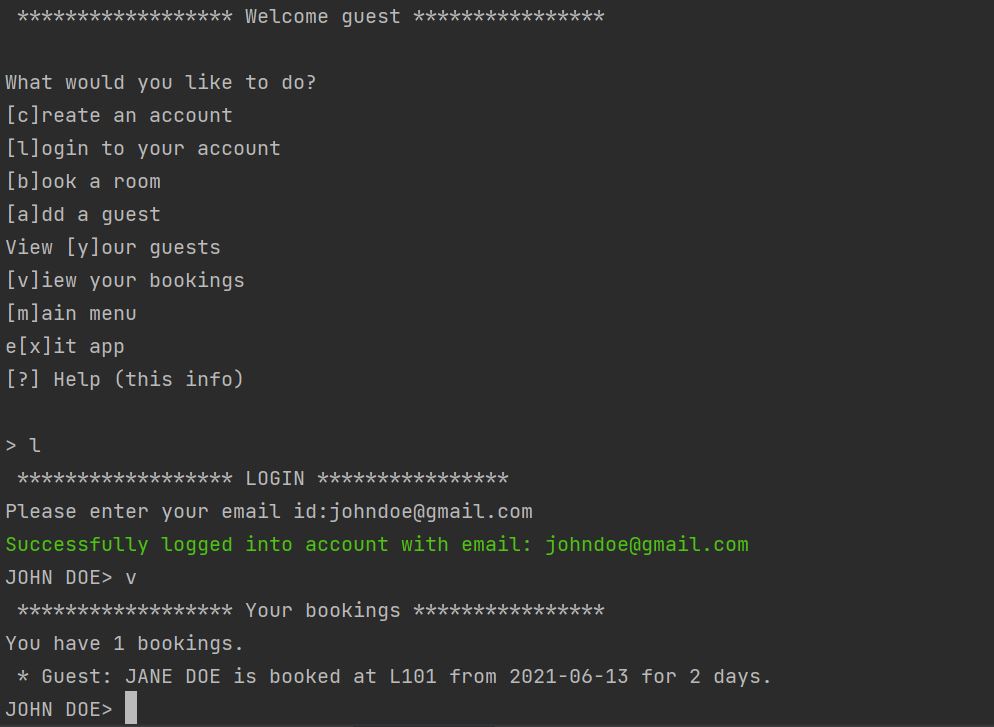 ****************** Welcome guest ****************
What would you like to do?
[c]reate an account
[l]ogin to your account
[b]ook a room
[a]dd a guest
View [y]our guests
[v]iew your bookings
[m]ain menu
e[x]it app
[?] Help (this info)
> l
****************** LOGIN ****************
Please enter your email id:johndoe@gmail.com
Successfully logged into account with email: johndoe@gmail.com
JOHN DOE> v
****************** Your bookings ****************
You have 1 bookings.
* Guest: JANE DOE is booked at L101 from 2021-06-13 for 2 days.
JOHN DOE>